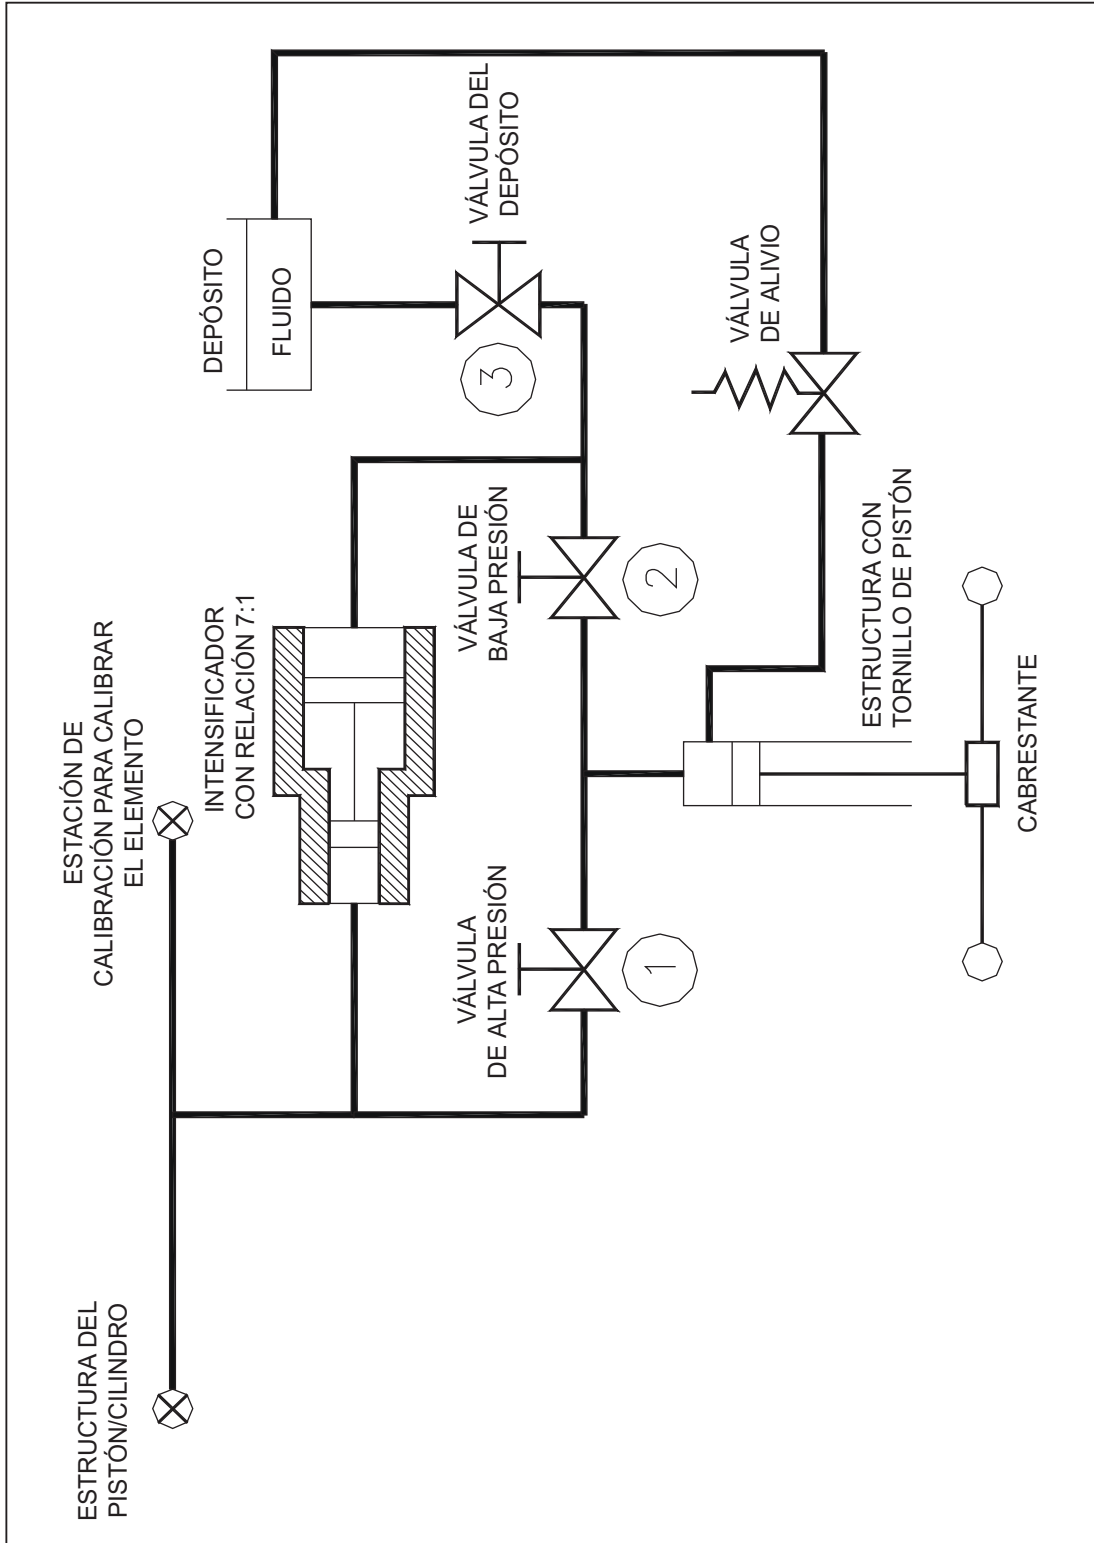 ESTRUCTURA DEL
PISTÓN/CILINDRO
ESTACIÓN DE
CALIBRACIÓN PARA CALIBRAR
EL ELEMENTO
DEPÓSITO
FLUIDO
INTENSIFICADOR
CON RELACIÓN 7:1
VÁLVULA DEL
DEPÓSITO
3
VÁLVULA
DE ALTA PRESIÓN
1
VÁLVULA DE
BAJA PRESIÓN
2
VÁLVULA
DE ALIVIO
ESTRUCTURA CON
TORNILLO DE PISTÓN
CABRESTANTE